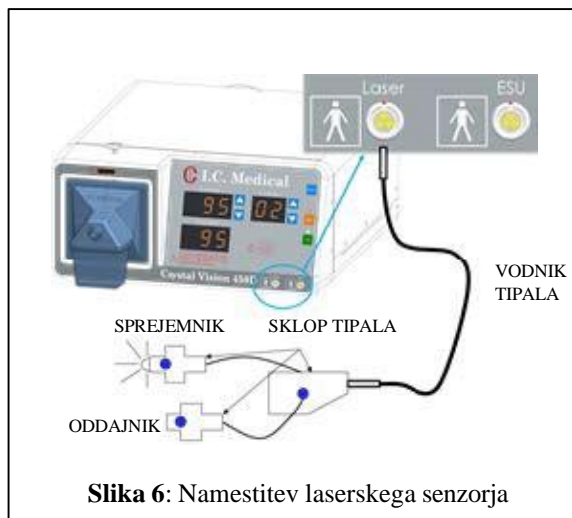 Laser
ESU
I.C. Medical
95 02
95
Crystal Vision 450D
VODNIK
TIPALA
SPREJEMNIK
SKLOP TIPALA
ODDAJNIK
Slika 6: Namestitev laserskega senzorja